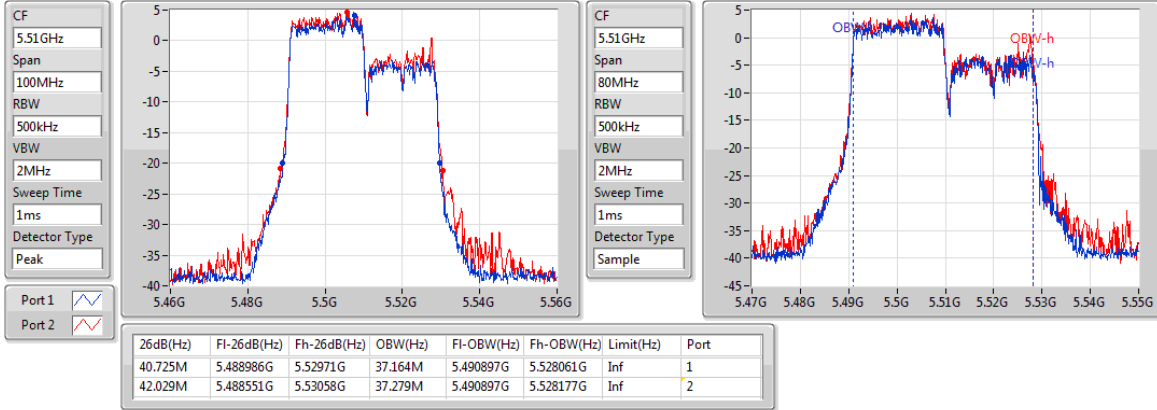 CF
5.51GHz
Span
100MHz
RBW
500kHz
VBW
2MHz
Sweep Time
1ms
Detector Type
Peak
Port 1
Port 2
5
0
-5
-10
-15
-20
-25
-30
-35
-40
5.46G 5.48G 5.5G 5.52G 5.54G 5.56G
CF
5.51GHz
Span
80MHz
RBW
500kHz
VBW
2MHz
Sweep Time
1ms
Detector Type
Sample
5
0
-5
-10
-15
-20
-25
-30
-35
-40
-45
OBW-h
5.47G 5.48G 5.49G 5.5G 5.51G 5.52G 5.53G 5.54G 5.55G
26dB(Hz) Fl-26dB(Hz) Fh-26dB(Hz) OBW(Hz) Fl-OBW(Hz) Fh-OBW(Hz) Limit(Hz) Port
40.725M 5.488986G 5.52971G 37.164M 5.490897G 5.528061G Inf 1
42.029M 5.488551G 5.53058G 37.279M 5.490897G 5.528177G Inf 2